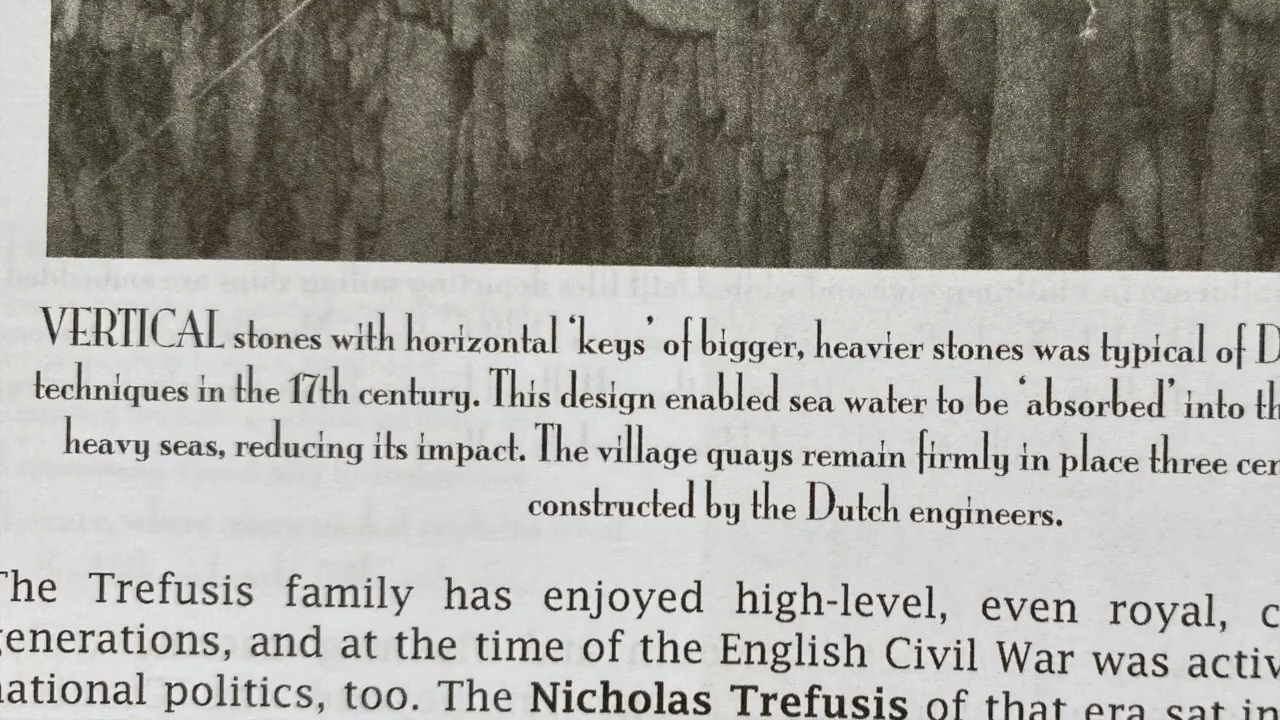 VERTICAL stones with horizontal 'keys' of bigger, heavier stones was typical of
techniques in the 17th century. This design enabled sea water to be 'absorbed' into
heavy seas, reducing its impact. The village quays remain firmly in place three
constructed by the Dutch engineers.
The Trefusis family has enjoyed high-level, even royal,
generations, and at the time of the English Civil War was
national politics, too. The Nicholas Trefusis of that era sat in